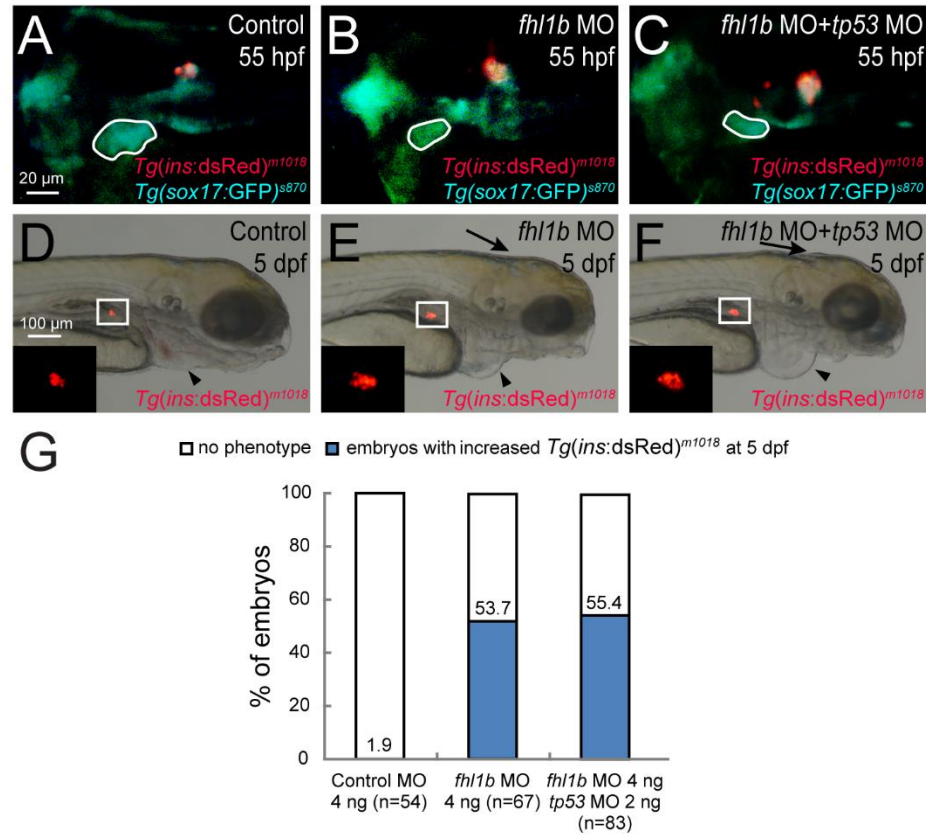 A
Control
55 hpf
20 µm
Tg(ins:dsRed)m1018
Tg(sox17:GFP)s870
B
fhl1b MO
55 hpf
Tg(ins:dsRed)m1018
Tg(sox17:GFP)s870
C
fhl1b MO+tp53 MO
55 hpf
Tg(ins:dsRed)m1018
Tg(sox17:GFP)s870
D
Control
5 dpf
100 µm
Tg(ins:dsRed)m1018
E
fhl1b MO
5 dpf
Tg(ins:dsRed)m1018
F
fhl1b MO+tp53 MO
5 dpf
Tg(ins:dsRed)m1018
G
no phenotype
embryos with increased Tg(ins:dsRed)m1018 at 5 dpf
% of embryos
100
80
60
40
20
0
1.9
53.7
55.4
Control MO
4 ng (n=54)
fhl1b MO
4 ng (n=67)
fhl1b MO 4 ng
tp53 MO 2 ng
(n=83)